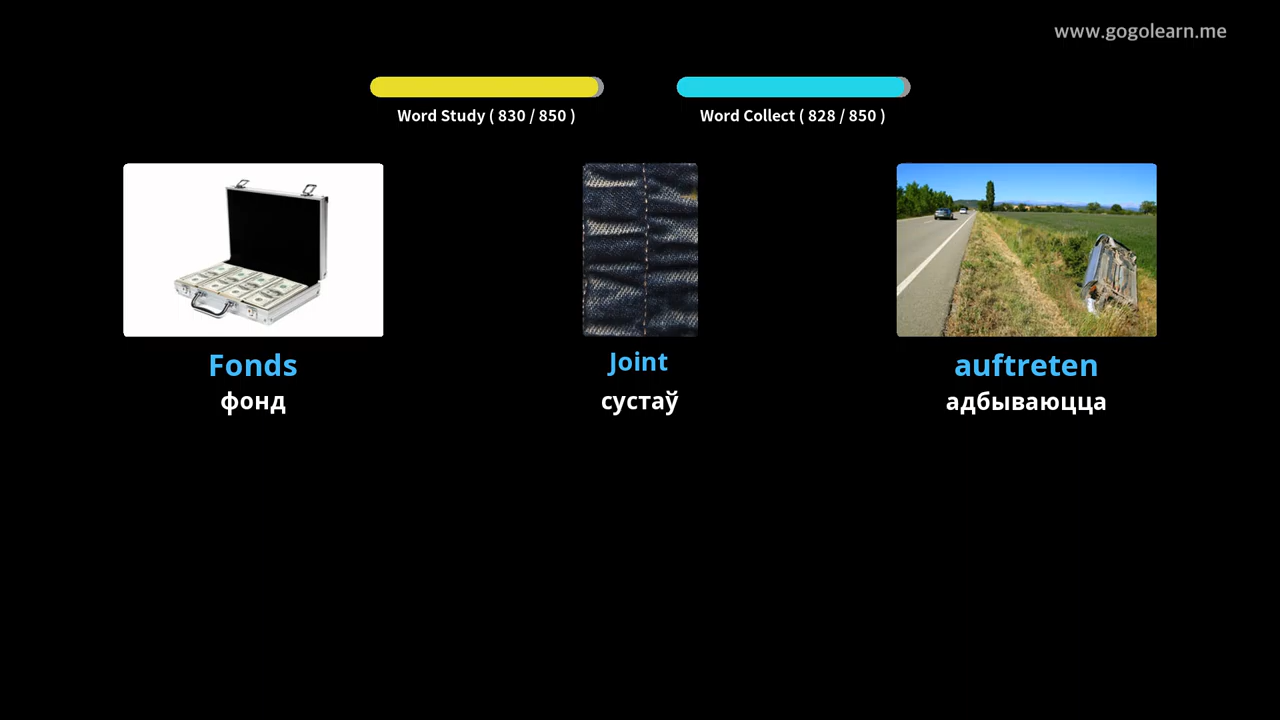 www.gogolearn.me
Word Study ( 830 / 850 )
Word Collect ( 828 / 850 )
Fonds
фонд
Joint
сустаў
auftreten
адбываюцца